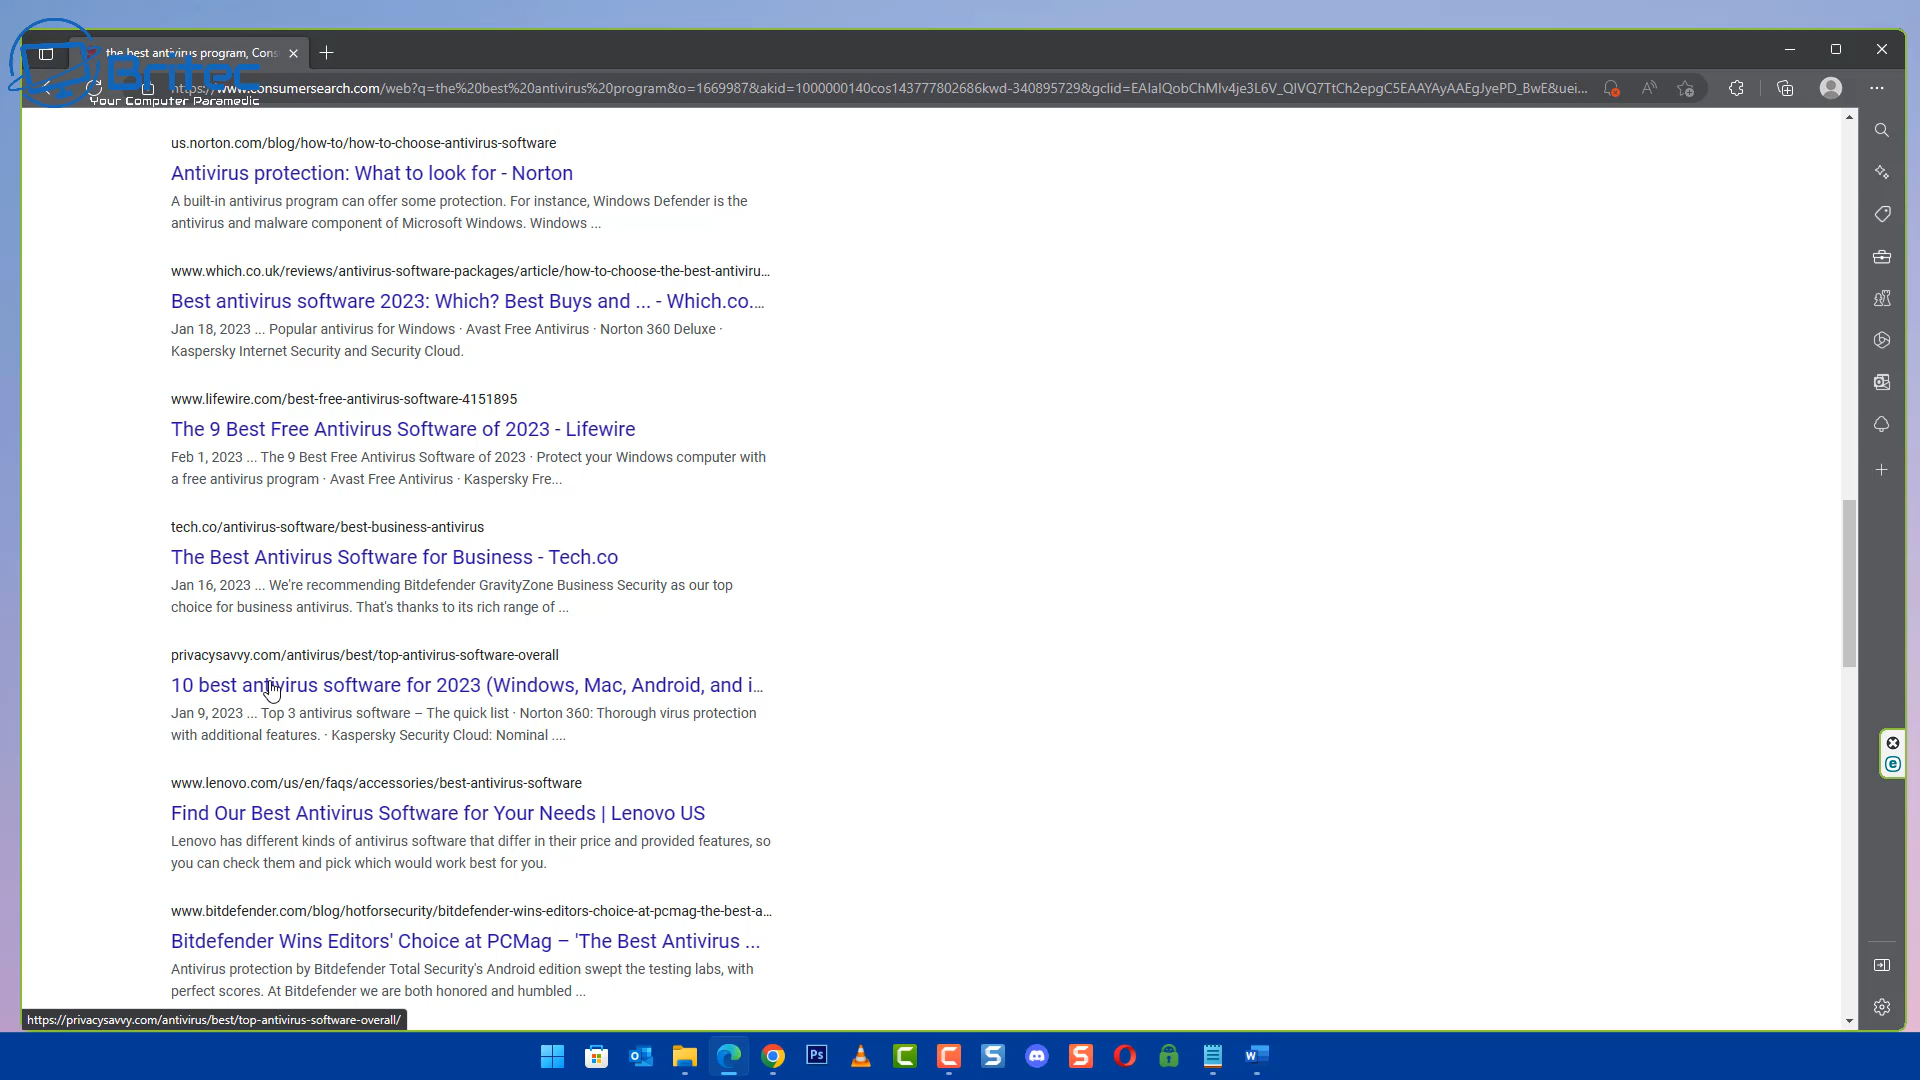 the best antivirus program, Cons
Britec
Your Computer Paramedic
https://www.consumersearch.com/web?q=the%20best%20antivirus%20program&o=1669987&akid=1000000140cos143777802686kwd-340895729&gclid=EAIaIQobChMIv4je3L6V_QIVQ7TtCh2epgC5EAAYAyAAEgJyePD_BwE&uei...
us.norton.com/blog/how-to/how-to-choose-antivirus-software
Antivirus protection: What to look for - Norton
A built-in antivirus program can offer some protection. For instance, Windows Defender is the
antivirus and malware component of Microsoft Windows. Windows ...
www.which.co.uk/reviews/antivirus-software-packages/article/how-to-choose-the-best-antiviru...
Best antivirus software 2023: Which? Best Buys and ... - Which.co....
Jan 18, 2023 ... Popular antivirus for Windows · Avast Free Antivirus · Norton 360 Deluxe ·
Kaspersky Internet Security and Security Cloud.
www.lifewire.com/best-free-antivirus-software-4151895
The 9 Best Free Antivirus Software of 2023 - Lifewire
Feb 1, 2023 ... The 9 Best Free Antivirus Software of 2023 · Protect your Windows computer with
a free antivirus program · Avast Free Antivirus · Kaspersky Fre...
tech.co/antivirus-software/best-business-antivirus
The Best Antivirus Software for Business - Tech.co
Jan 16, 2023 ... We're recommending Bitdefender GravityZone Business Security as our top
choice for business antivirus. That's thanks to its rich range of ...
privacysavvy.com/antivirus/best/top-antivirus-software-overall
10 best antivirus software for 2023 (Windows, Mac, Android, and i...
Jan 9, 2023 ... Top 3 antivirus software – The quick list · Norton 360: Thorough virus protection
with additional features. · Kaspersky Security Cloud: Nominal ....
www.lenovo.com/us/en/faqs/accessories/best-antivirus-software
Find Our Best Antivirus Software for Your Needs | Lenovo US
Lenovo has different kinds of antivirus software that differ in their price and provided features, so
you can check them and pick which would work best for you.
www.bitdefender.com/blog/hotforsecurity/bitdefender-wins-editors-choice-at-pcmag-the-best-a...
Bitdefender Wins Editors' Choice at PCMag – 'The Best Antivirus ...
Antivirus protection by Bitdefender Total Security's Android edition swept the testing labs, with
perfect scores. At Bitdefender we are both honored and humbled ...
https://privacysavvy.com/antivirus/best/top-antivirus-software-overall/